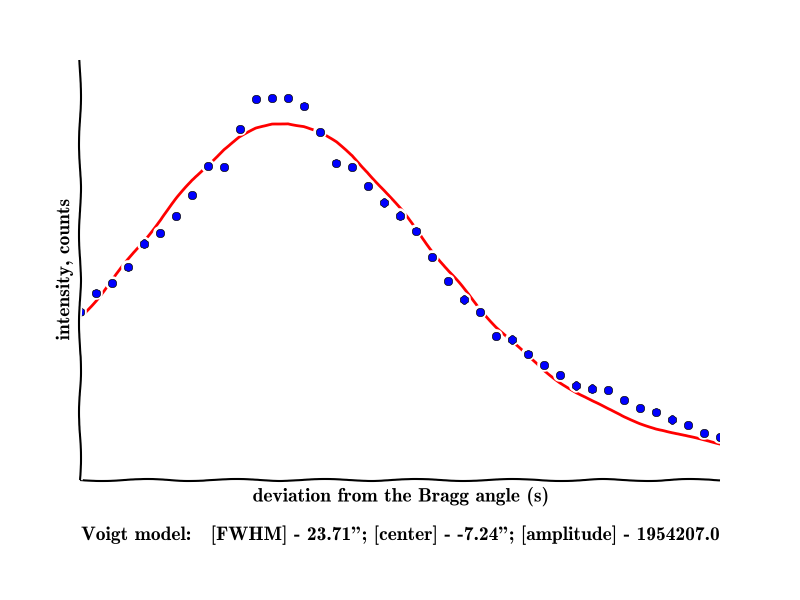 intensity, counts
deviation from the Bragg angle (s)
Voigt model: [FWHM] - 23.71”; [center] - -7.24”; [amplitude] - 1954207.0